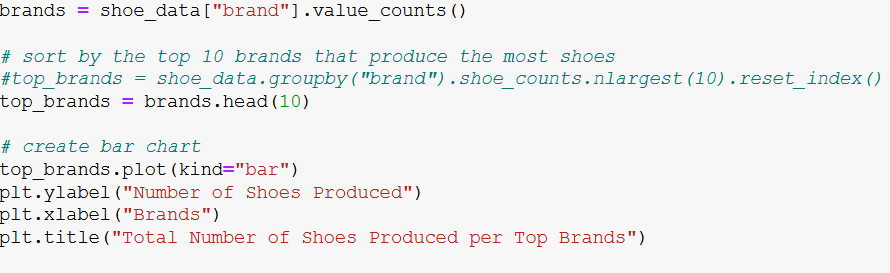 brands = shoe_data["brand"].value_counts()
# sort by the top 10 brands that produce the most shoes
#top_brands = shoe_data.groupby("brand").shoe_counts.nlargest(10).reset_index()
top_brands = brands.head(10)
# create bar chart
top_brands.plot(kind="bar")
plt.ylabel("Number of Shoes Produced")
plt.xlabel("Brands")
plt.title("Total Number of Shoes Produced per Top Brands")